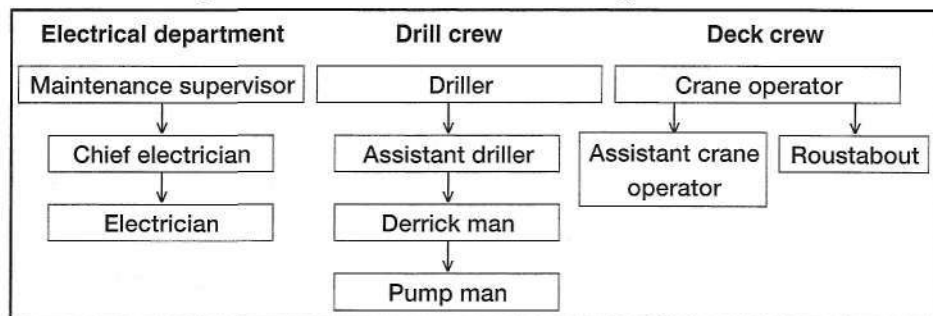 Electrical department
Maintenance supervisor
Chief electrician
Electrician
Drill crew
Driller
Assistant driller
Derrick man
Pump man
Deck crew
Crane operator
Assistant crane
operator
Roustabout